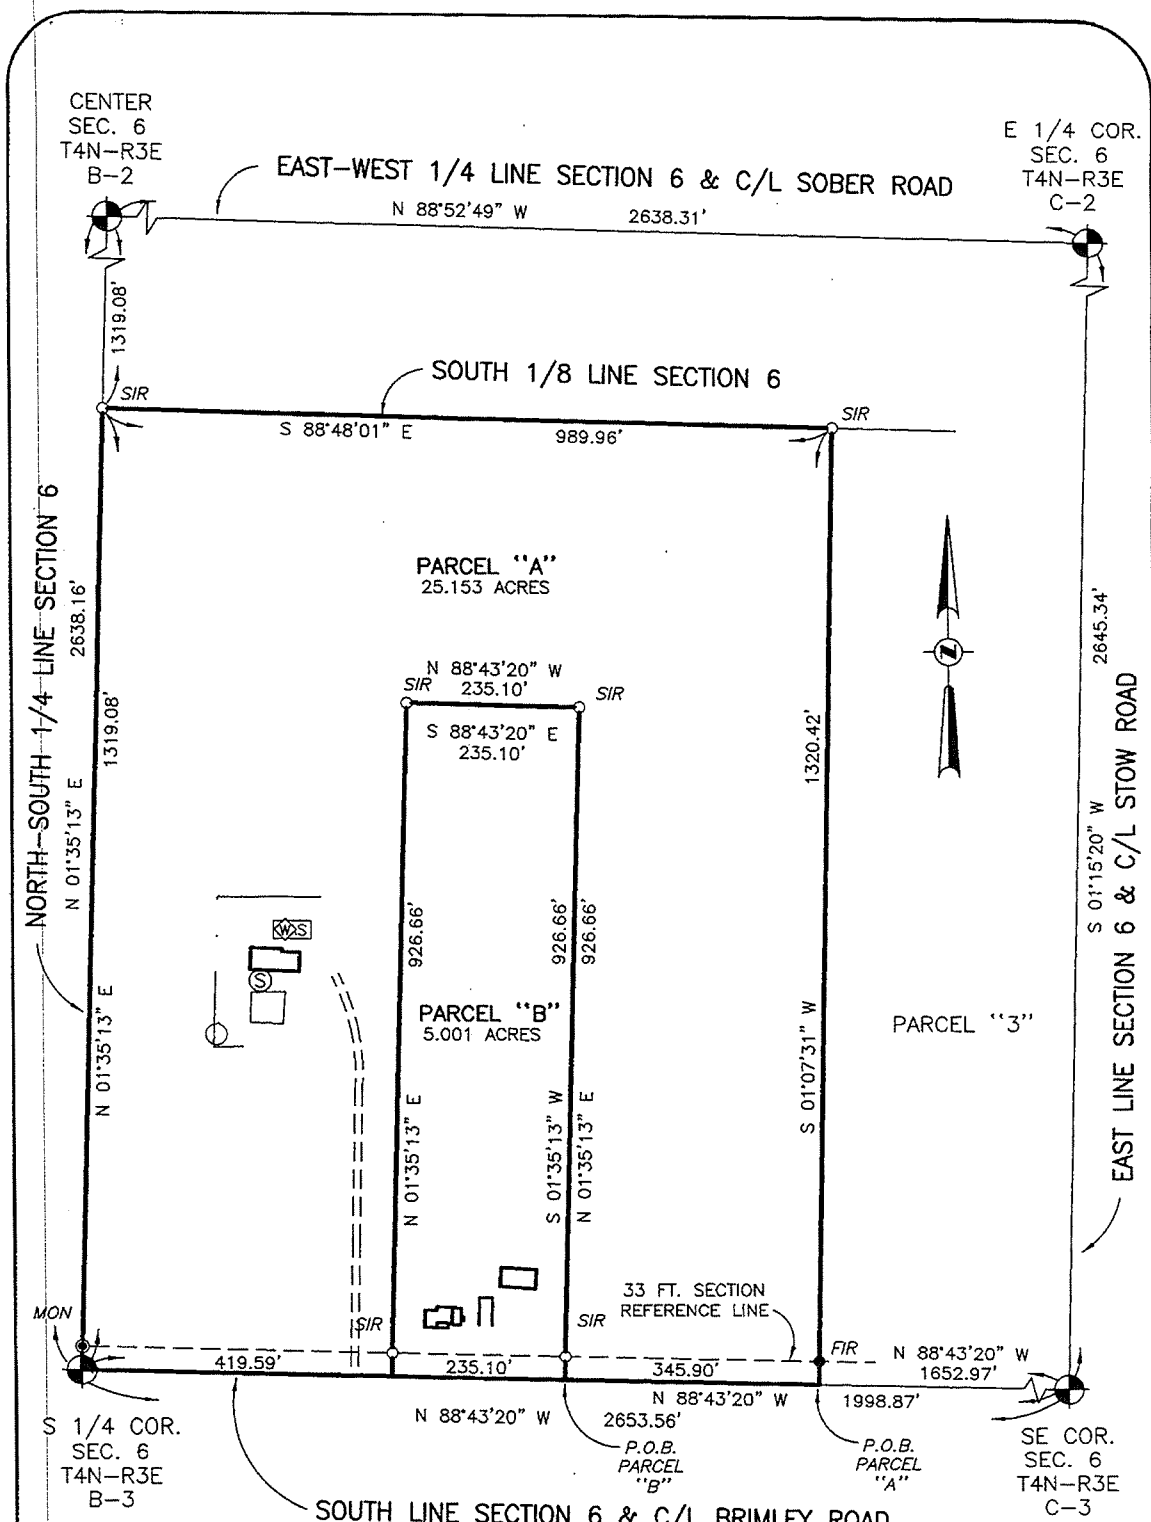 CENTER
SEC. 6
T4N-R3E
B-2
E 1/4 COR.
SEC. 6
T4N-R3E
C-2
EAST-WEST 1/4 LINE SECTION 6 & C/L SOBER ROAD
N 88°52'49" W 2638.31'
1319.08'
SOUTH 1/8 LINE SECTION 6
SIR
SIR
S 88°48'01" E 989.96'
NORTH-SOUTH 1/4 LINE SECTION 6
N 01°35'13" E 2638.16'
N 01°35'13" E 1319.08'
PARCEL "A"
25.153 ACRES
N 88°43'20" W
235.10'
SIR
SIR
S 88°43'20" E
235.10'
N
1320.42'
S 01°07'31" W
2645.34'
S 01°15'20" W
EAST LINE SECTION 6 & C/L STOW ROAD
926.66'
926.66'
926.66'
W S
S
PARCEL "B"
5.001 ACRES
PARCEL "3"
N 01°35'13" E
S 01°35'13" W
N 01°35'13" E
33 FT. SECTION
REFERENCE LINE
MON
SIR
SIR
FIR
419.59'
235.10'
345.90'
N 88°43'20" W
1652.97'
N 88°43'20" W 1998.87'
N 88°43'20" W 2653.56'
S 1/4 COR.
SEC. 6
T4N-R3E
B-3
P.O.B.
PARCEL
"B"
P.O.B.
PARCEL
"A"
SE COR.
SEC. 6
T4N-R3E
C-3
SOUTH LINE SECTION 6 & C/L BRIMLEY ROAD